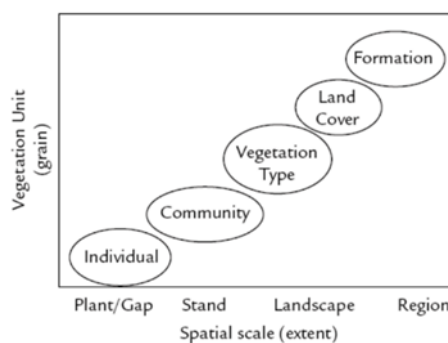 Formation
Land
Cover
Vegetation
Type
Community
Individual
Vegetation Unit
(grain)
Plant/Gap Stand Landscape Region
Spatial scale (extent)